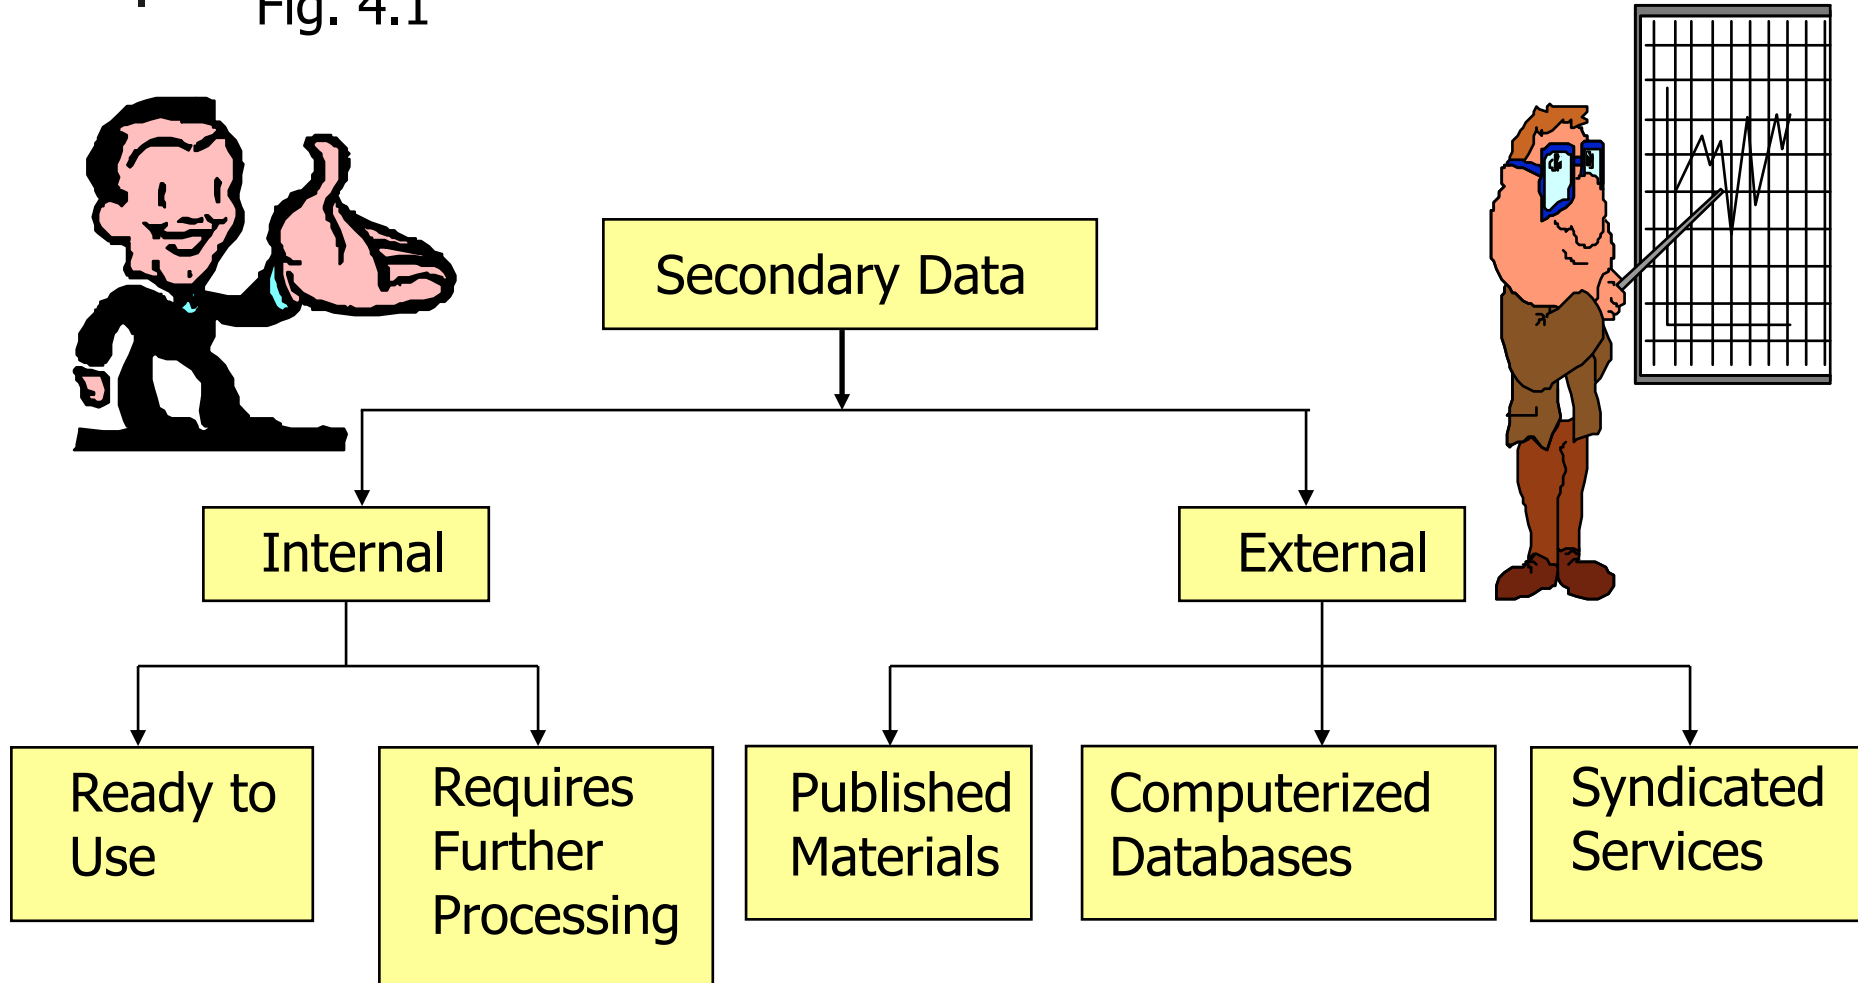 Fig. 4.1
Secondary Data
Internal
External
Ready to
Use
Requires
Further
Processing
Published
Materials
Computerized
Databases
Syndicated
Services